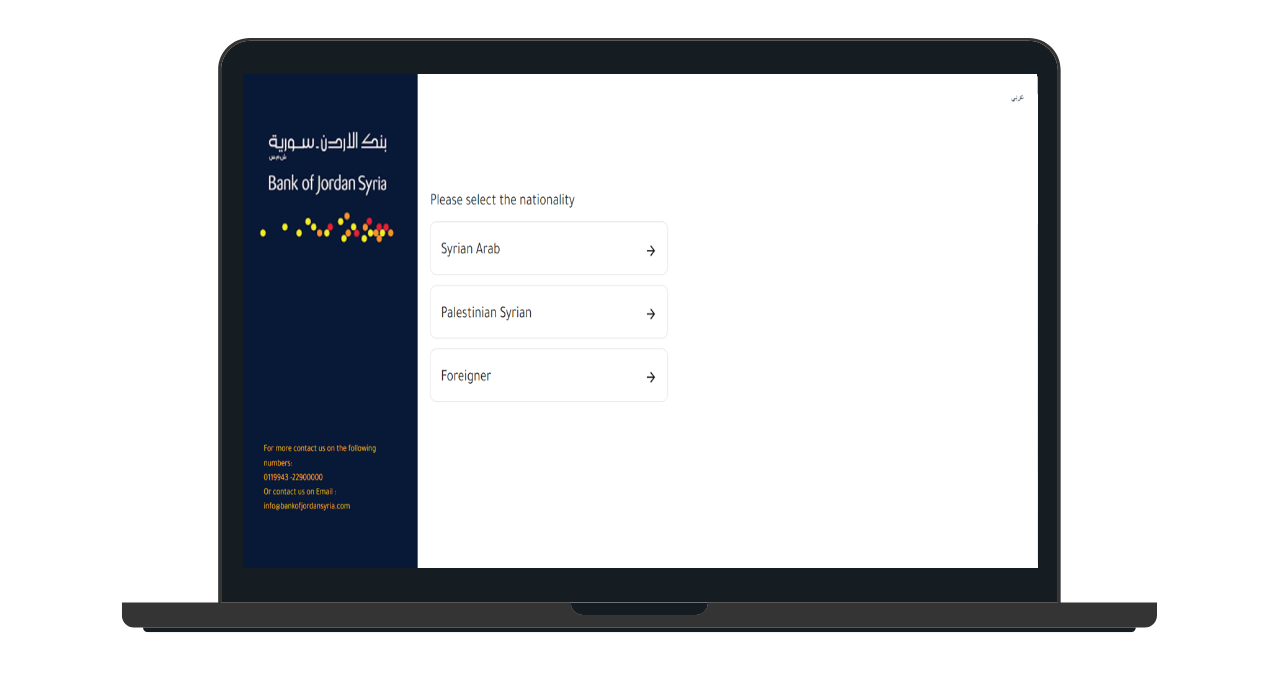 بنك الاردن-سورية
ش.م.س
Bank of Jordan Syria
For more contact us on the following
numbers:
0119943 -22900000
Or contact us on Email :
info@bankofjordansyria.com
عربي
Please select the nationality
Syrian Arab
Palestinian Syrian
Foreigner